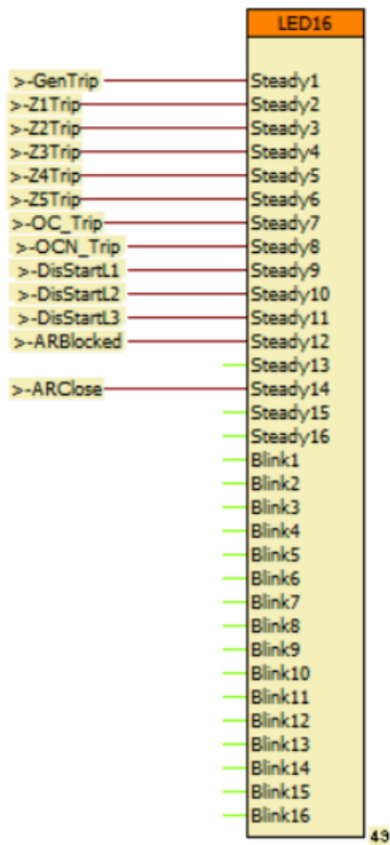 LED16
>-GenTrip Steady1
>-Z1Trip Steady2
>-Z2Trip Steady3
>-Z3Trip Steady4
>-Z4Trip Steady5
>-Z5Trip Steady6
>-OC_Trip Steady7
>-OCN_Trip Steady8
>-DisStartL1 Steady9
>-DisStartL2 Steady10
>-DisStartL3 Steady11
>-ARBlocked Steady12
Steady13
>-ARClose Steady14
Steady15
Steady16
Blink1
Blink2
Blink3
Blink4
Blink5
Blink6
Blink7
Blink8
Blink9
Blink10
Blink11
Blink12
Blink13
Blink14
Blink15
Blink16
49